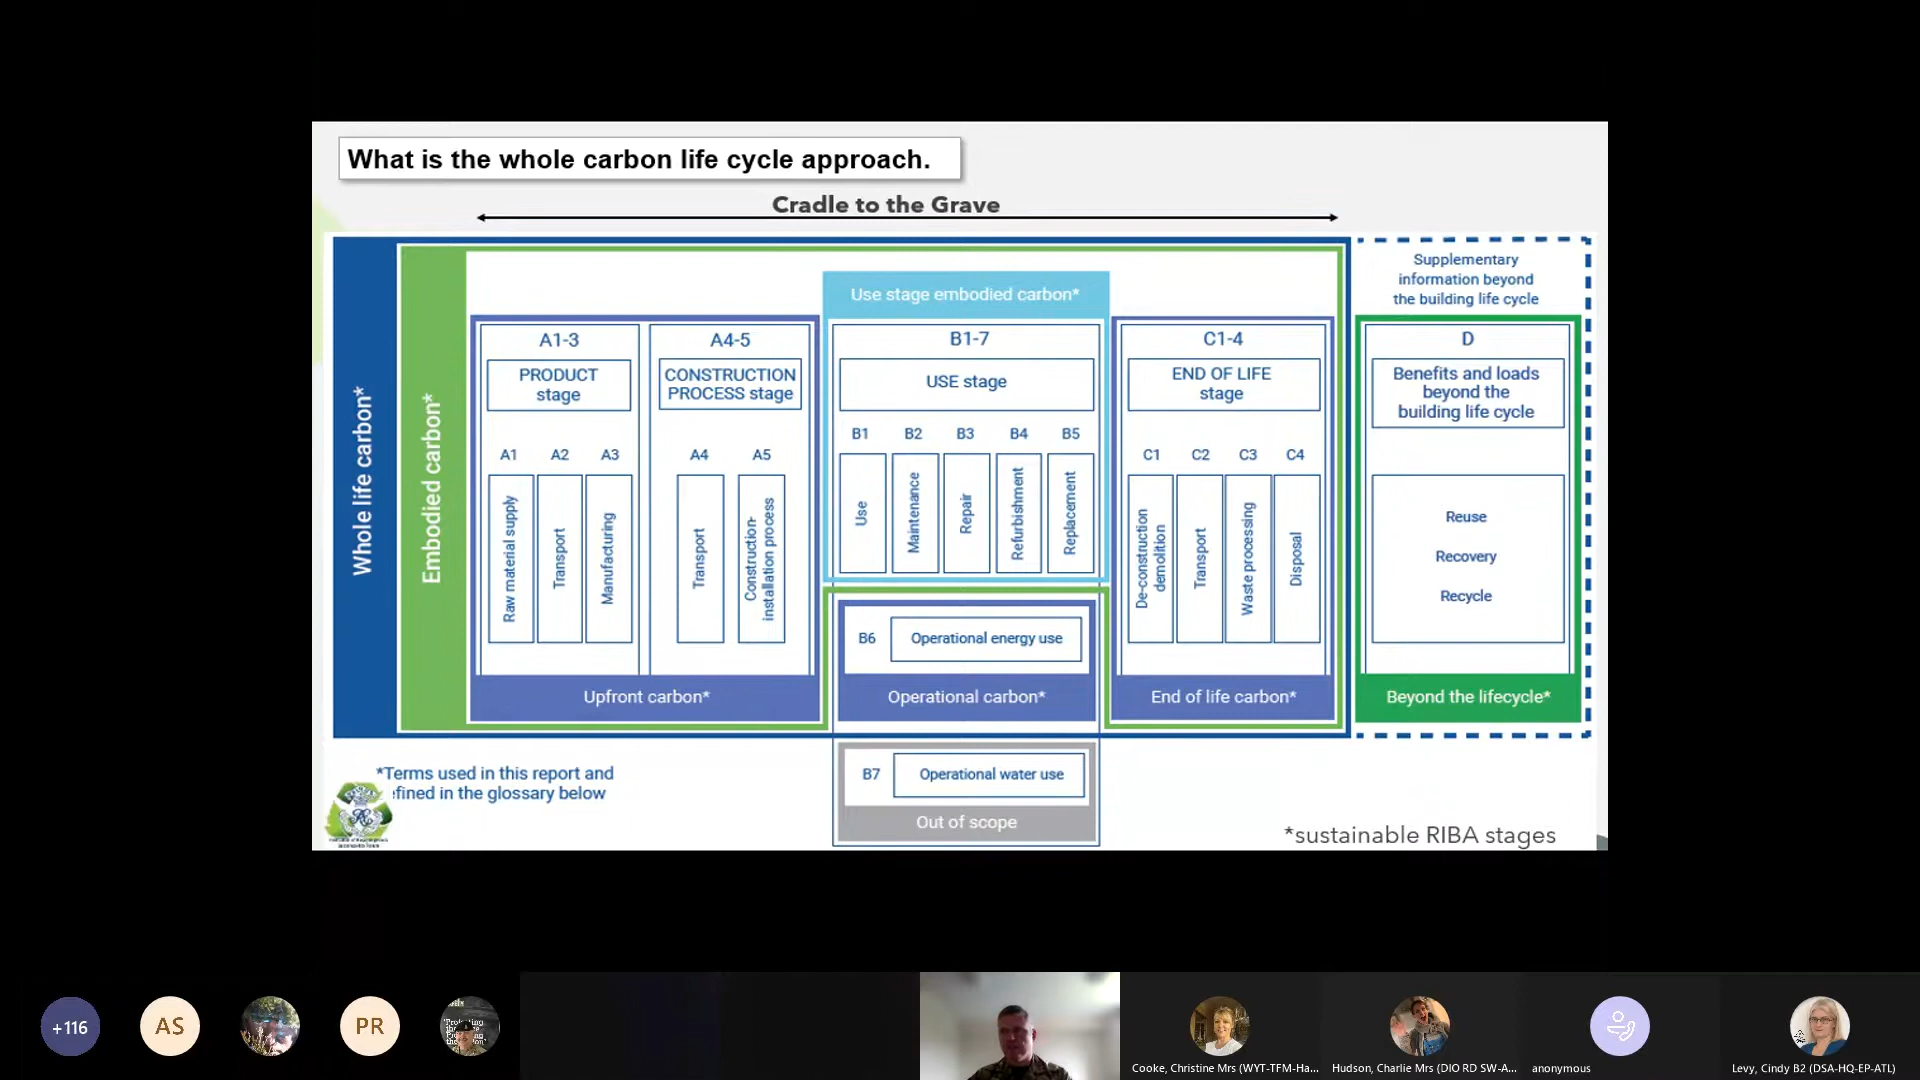 What is the whole carbon life cycle approach.
Cradle to the Grave
Whole life carbon*
Embodied carbon*
Supplementary
information beyond
the building life cycle
Use stage embodied carbon*
A1-3
PRODUCT
stage
A1
A2
A3
Raw material supply
Transport
Manufacturing
A4-5
CONSTRUCTION
PROCESS stage
A4
A5
Transport
Construction-
installation process
Upfront carbon*
B1-7
USE stage
B1
B2
B3
B4
B5
Use
Maintenance
Repair
Refurbishment
Replacement
B6
Operational energy use
Operational carbon*
B7
Operational water use
Out of scope
C1-4
END OF LIFE
stage
C1
C2
C3
C4
De-construction
demolition
Transport
Waste processing
Disposal
End of life carbon*
D
Benefits and loads
beyond the
building life cycle
Reuse
Recovery
Recycle
Beyond the lifecycle*
*Terms used in this report and
efined in the glossary below
*sustainable RIBA stages
+116
AS
PR
Cooke, Christine Mrs (WYT-TFM-Ha...
Hudson, Charlie Mrs (DIO RD SW-A...
anonymous
Levy, Cindy B2 (DSA-HQ-EP-ATL)